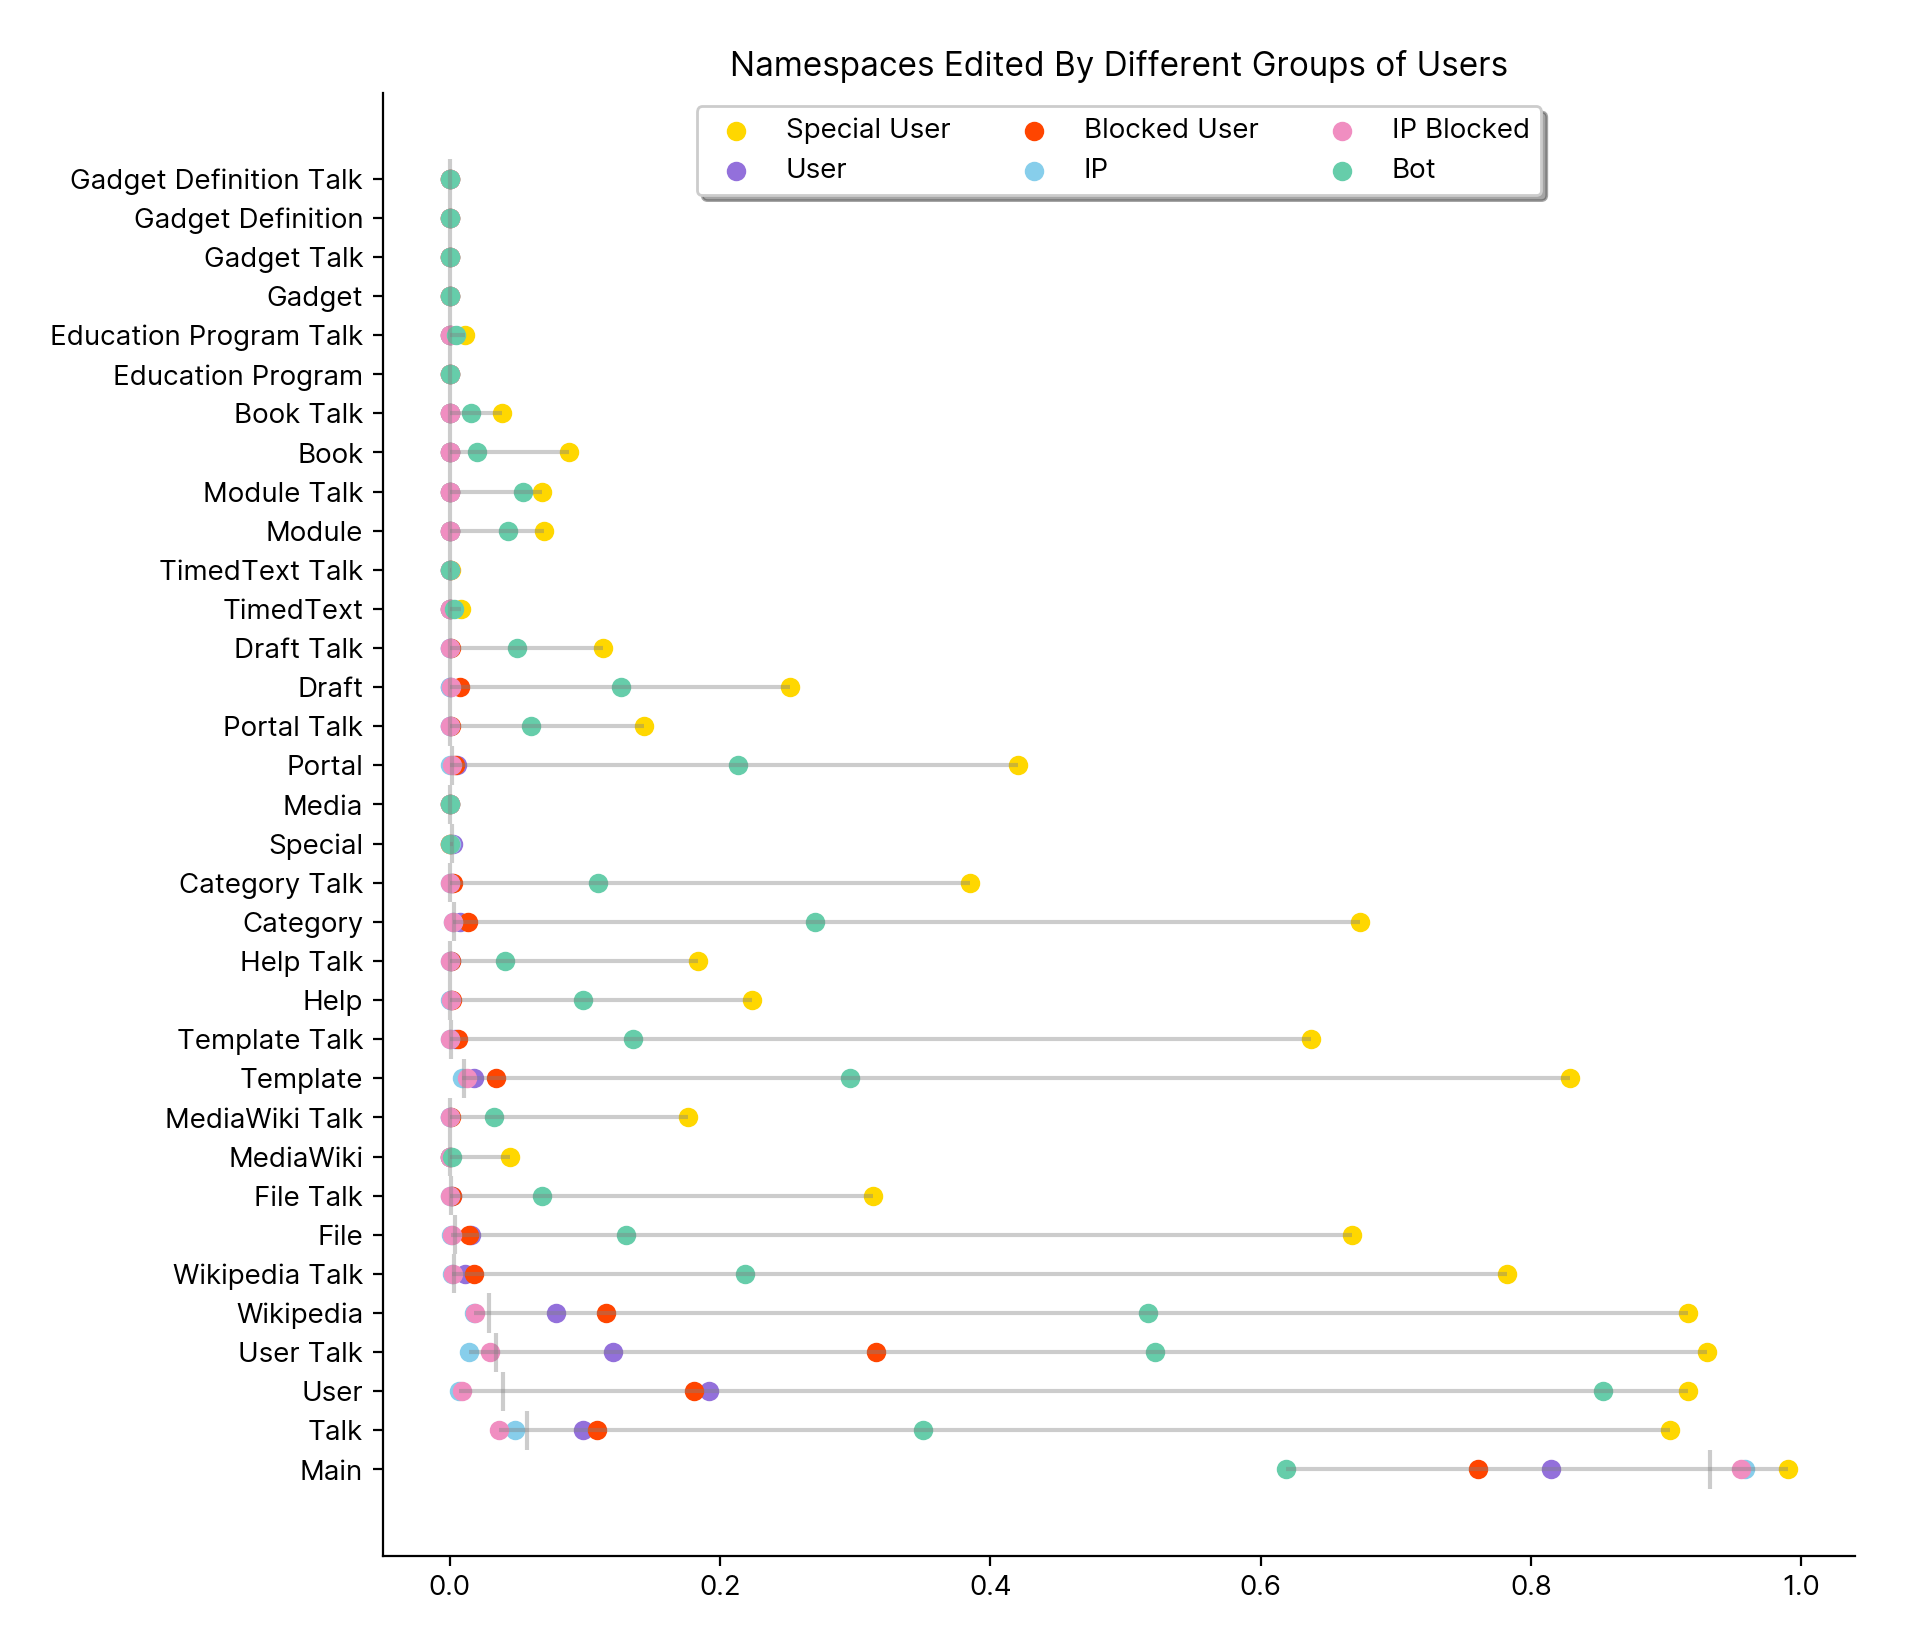 Namespaces Edited By Different Groups of Users
Special User Blocked User IP Blocked
User IP Bot
Gadget Definition Talk
Gadget Definition
Gadget Talk
Gadget
Education Program Talk
Education Program
Book Talk
Book
Module Talk
Module
TimedText Talk
TimedText
Draft Talk
Draft
Portal Talk
Portal
Media
Special
Category Talk
Category
Help Talk
Help
Template Talk
Template
MediaWiki Talk
MediaWiki
File Talk
File
Wikipedia Talk
Wikipedia
User Talk
User
Talk
Main
0.0 0.2 0.4 0.6 0.8 1.0